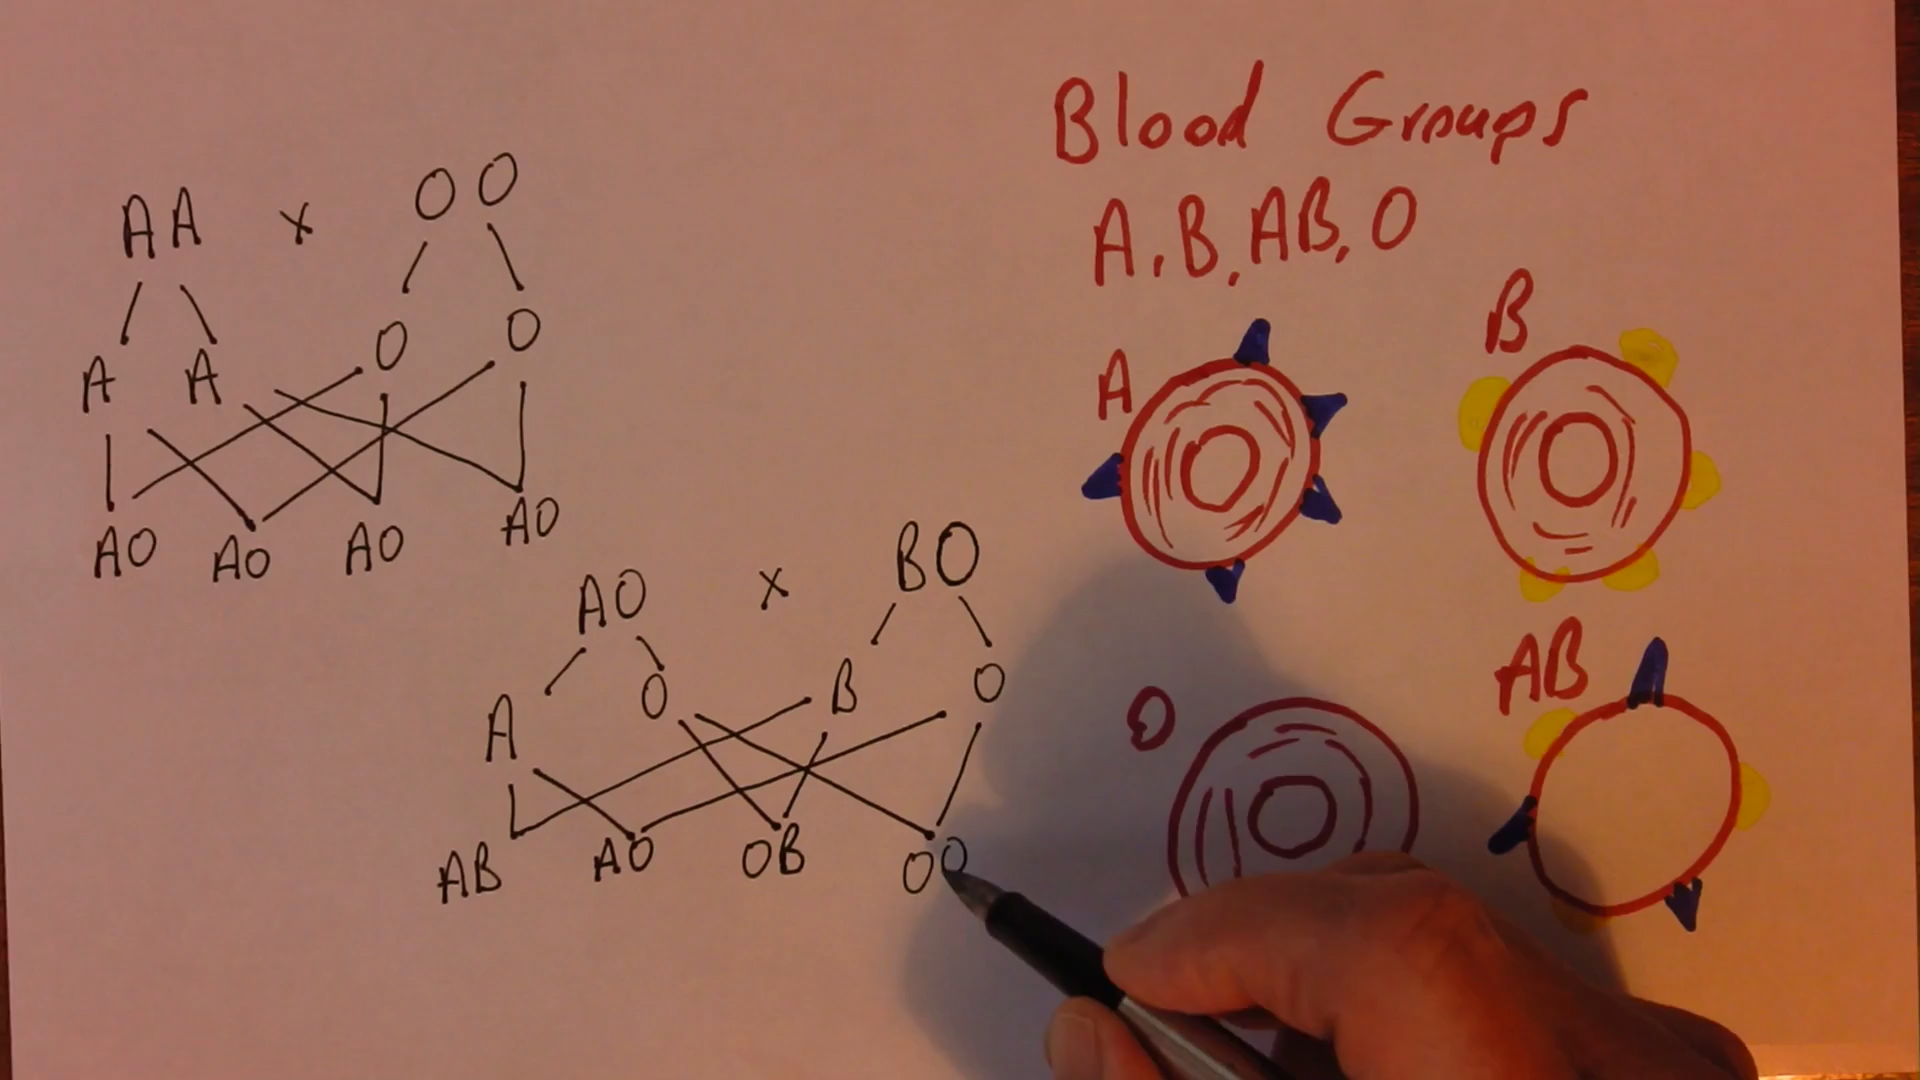 Blood Groups
A, B, AB, O
AA x OO
A A O O
AO AO AO AO
AO x BO
A O B O
AB AO OB OO
A
B
O
AB